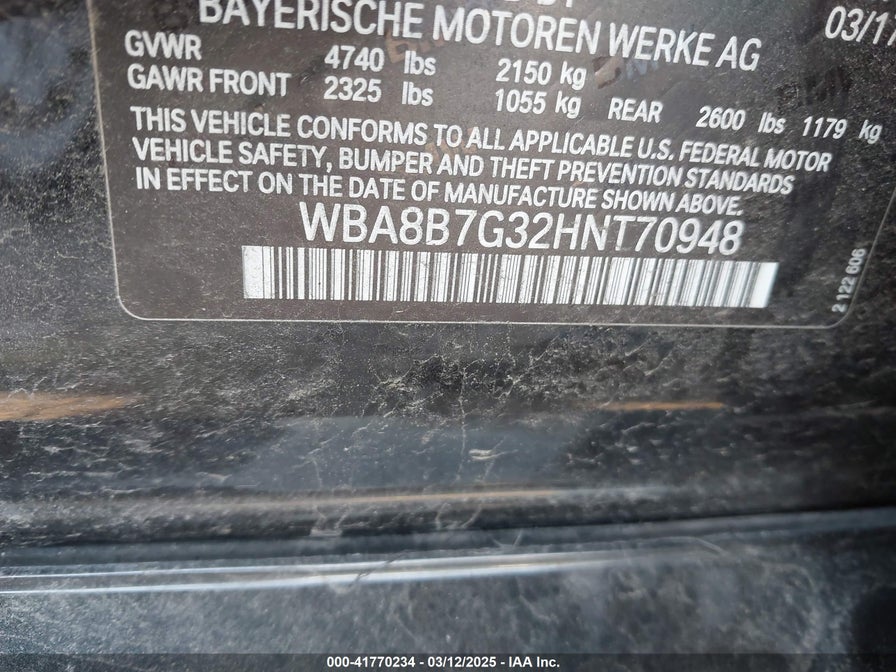 BAYERISCHE MOTOREN WERKE AG
GVWR 4740 lbs 2150 kg
GAWR FRONT 2325 lbs 1055 kg REAR 2600 lbs 1179 kg
THIS VEHICLE CONFORMS TO ALL APPLICABLE U.S. FEDERAL MOTOR
VEHICLE SAFETY, BUMPER AND THEFT PREVENTION STANDARDS
IN EFFECT ON THE DATE OF MANUFACTURE SHOWN ABOVE.
WBA8B7G32HNT70948
2 122 606
000-41770234 - 03/12/2025 - IAA Inc.